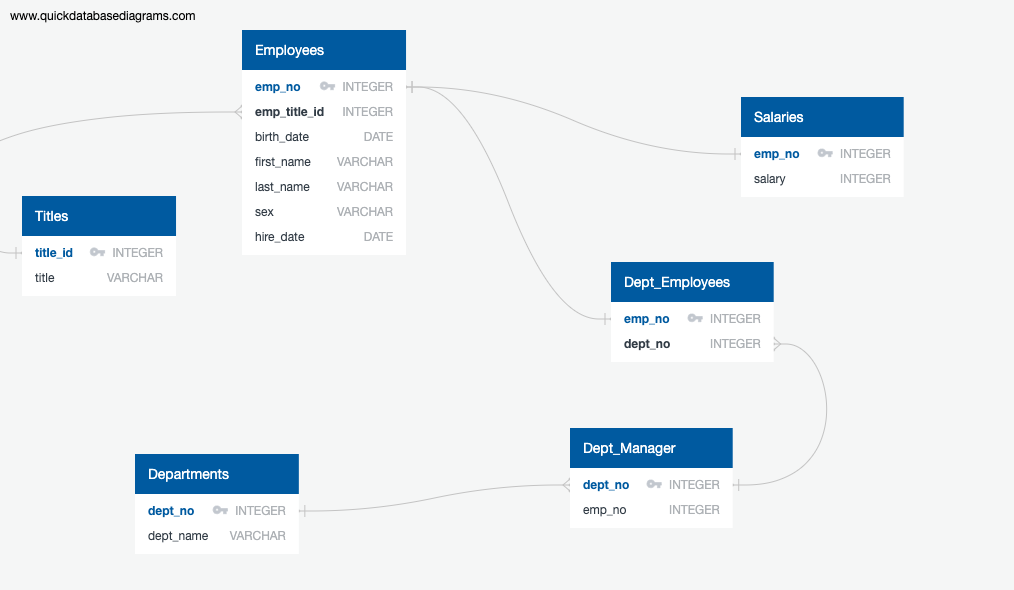 www.quickdatabasediagrams.com
Employees
emp_no INTEGER
emp_title_id INTEGER
birth_date DATE
first_name VARCHAR
last_name VARCHAR
sex VARCHAR
hire_date DATE
Salaries
emp_no INTEGER
salary INTEGER
Titles
title_id INTEGER
title VARCHAR
Dept_Employees
emp_no INTEGER
dept_no INTEGER
Dept_Manager
dept_no INTEGER
emp_no INTEGER
Departments
dept_no INTEGER
dept_name VARCHAR